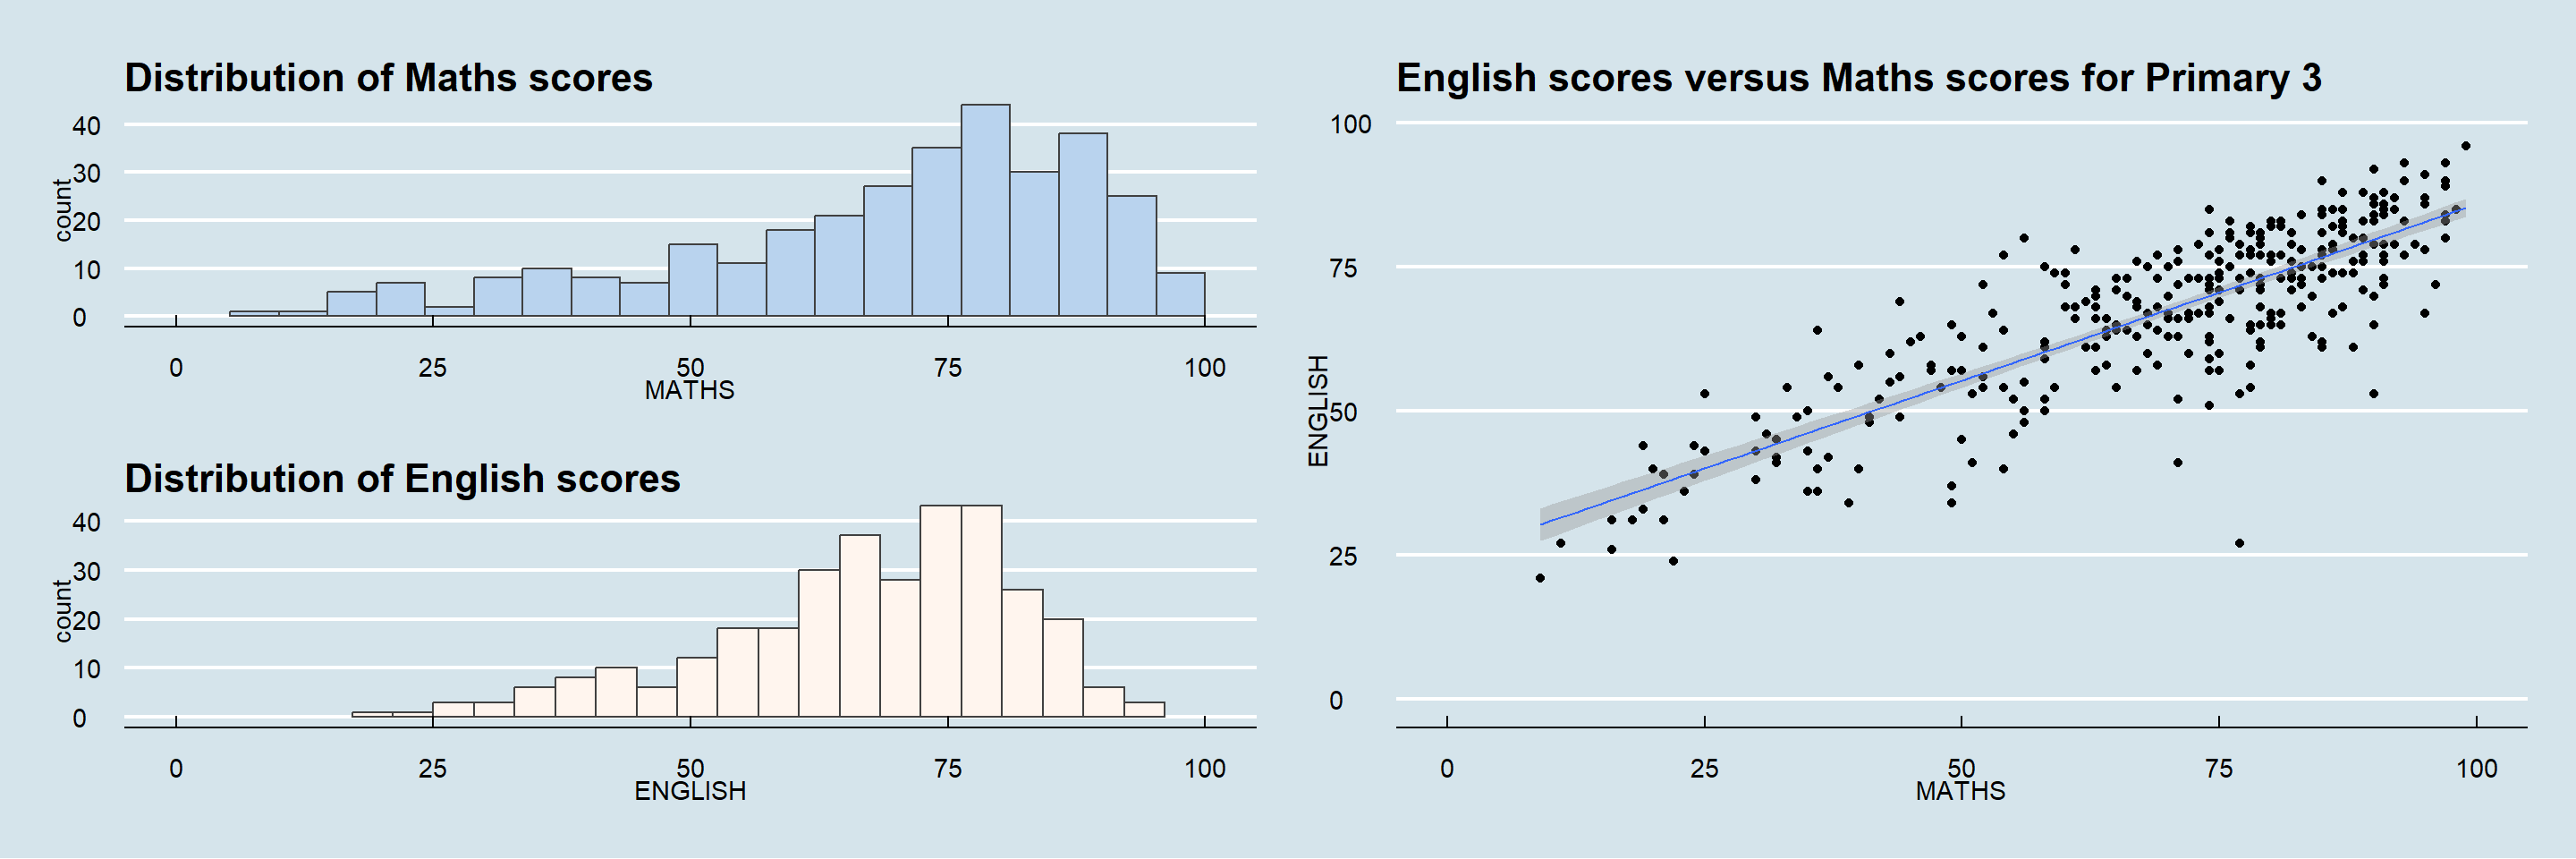 Distribution of Maths scores
40
30
20
10
0
count
0 25 50 75 100
MATHS
Distribution of English scores
40
30
20
10
0
count
0 25 50 75 100
ENGLISH
English scores versus Maths scores for Primary 3
100
75
50
25
0
ENGLISH
0 25 50 75 100
MATHS